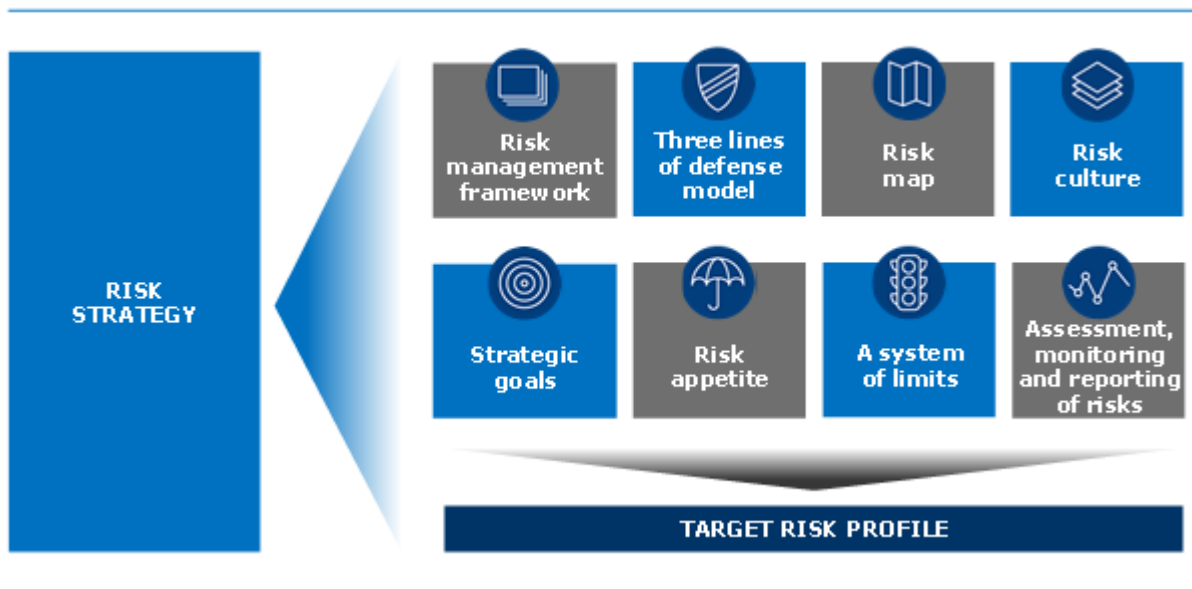 RISK
STRATEGY
Risk
management
framework
Three lines
of defense
model
Risk
map
Risk
culture
Strategic
goals
Risk
appetite
A system
of limits
Assessment,
monitoring
and reporting
of risks
TARGET RISK PROFILE